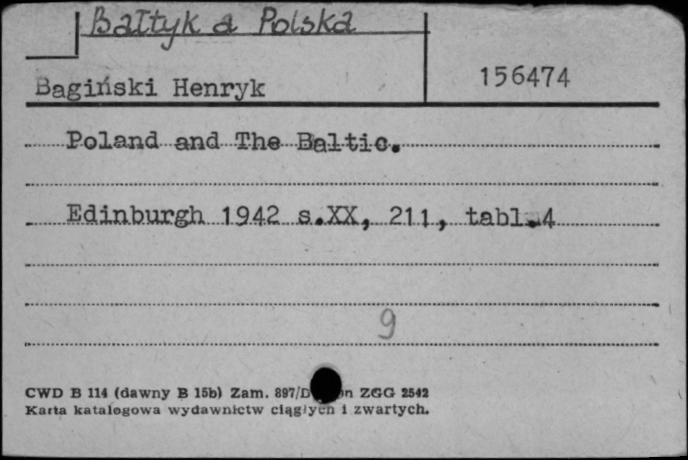 Bałtyk a Polska
Bagiński Henryk
156474
Poland and The Baltic.
Edinburgh 1942 s.XX, 211, tabl.4
9
CWD B 114 (dawny B 15b) Zam. 897/D ZGG 2542
Karta katalogowa wydawnictw ciągłych i zwartych.